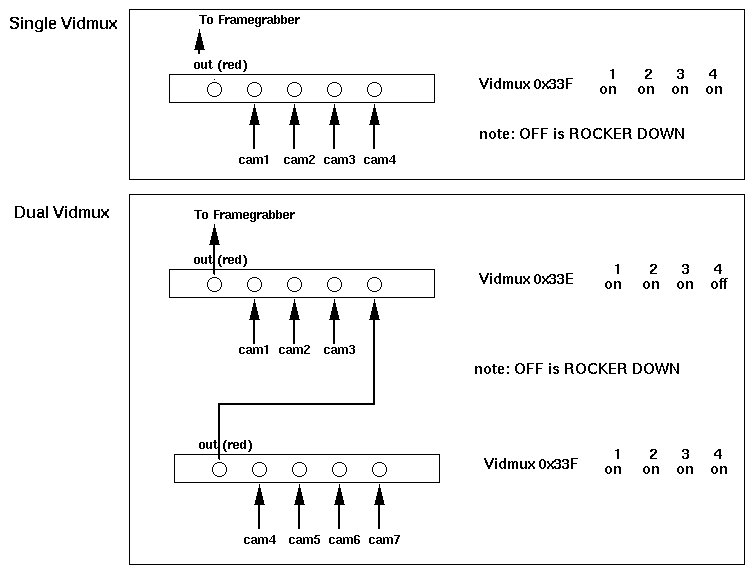 Single Vidmux
To Framegrabber
out (red)
Vidmux 0x33F
1 2 3 4
on on on on
note: OFF is ROCKER DOWN
cam1 cam2 cam3 cam4
Dual Vidmux
To Framegrabber
out (red)
Vidmux 0x33E
1 2 3 4
on on on off
cam1 cam2 cam3
note: OFF is ROCKER DOWN
out (red)
Vidmux 0x33F
1 2 3 4
on on on on
cam4 cam5 cam6 cam7